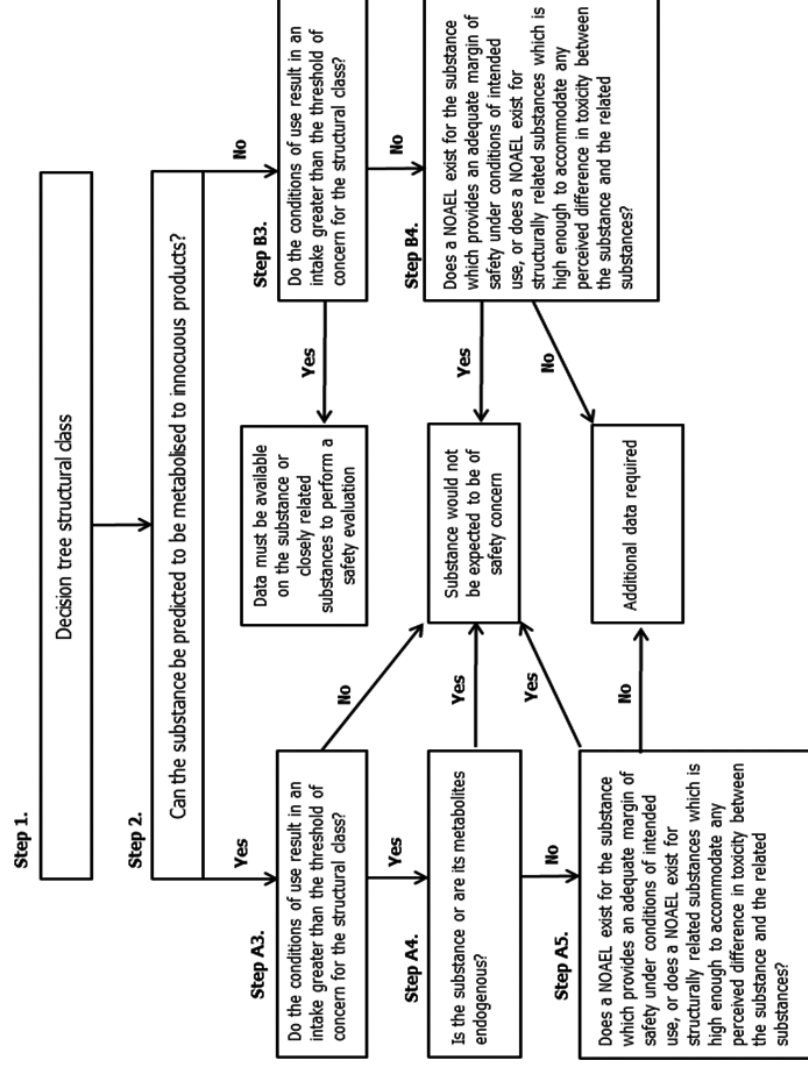 Step 1.
Decision tree structural class
Step 2.
Can the substance be predicted to be metabolised to innocuous products?
Yes
No
Step A3.
Do the conditions of use result in an
intake greater than the threshold of
concern for the structural class?
Step B3.
Do the conditions of use result in an
intake greater than the threshold of
concern for the structural class?
Data must be available
on the substance or
closely related
substances to perform a
safety evaluation
Yes
No
Yes
No
Step A4.
Is the substance or are its metabolites
endogenous?
Yes
Substance would not
be expected to be of
safety concern
Yes
Step B4.
Does a NOAEL exist for the substance
which provides an adequate margin of
safety under conditions of intended
use, or does a NOAEL exist for
structurally related substances which is
high enough to accommodate any
perceived difference in toxicity between
the substance and the related
substances?
No
Yes
No
Step A5.
Does a NOAEL exist for the substance
which provides an adequate margin of
safety under conditions of intended
use, or does a NOAEL exist for
structurally related substances which is
high enough to accommodate any
perceived difference in toxicity between
the substance and the related
substances?
No
Additional data required